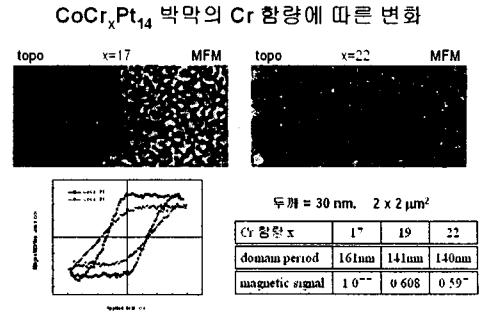 CoCrₓPt₁₄ 박막의 Cr 함량에 따른 변화
topo x=17 MFM
topo x=22 MFM
두께 = 30 nm, 2 x 2 μm²
Cr 함량 x 17 19 22
domain period 161nm 141nm 140nm
magnetic signal 0.608